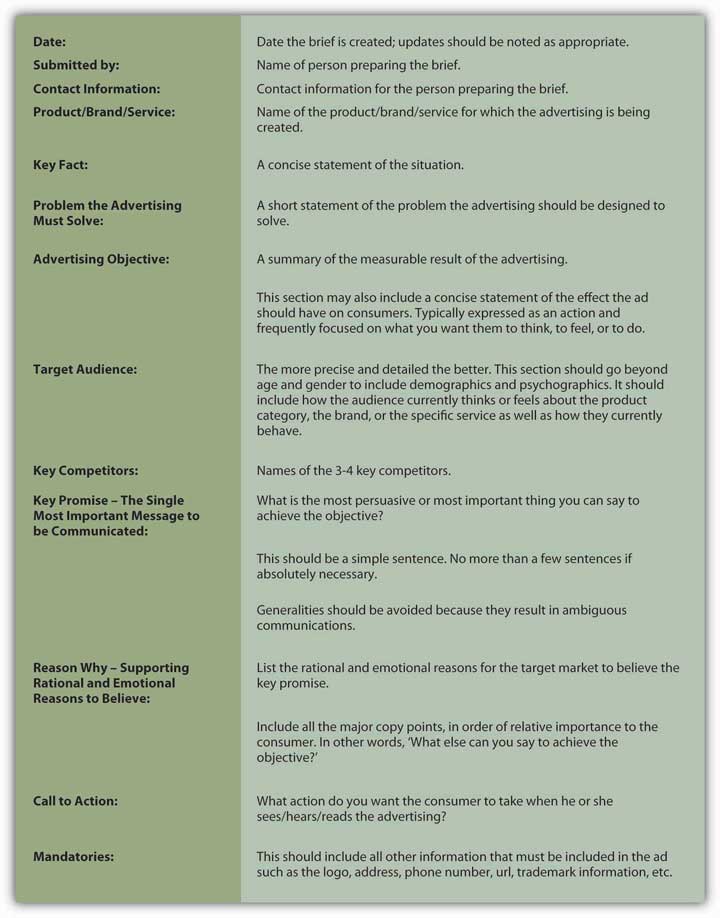 Date:
Date the brief is created; updates should be noted as appropriate.
Submitted by:
Name of person preparing the brief.
Contact Information:
Contact information for the person preparing the brief.
Product/Brand/Service:
Name of the product/brand/service for which the advertising is being
created.
Key Fact:
A concise statement of the situation.
Problem the Advertising
Must Solve:
A short statement of the problem the advertising should be designed to
solve.
Advertising Objective:
A summary of the measurable result of the advertising.
This section may also include a concise statement of the effect the ad
should have on consumers. Typically expressed as an action and
frequently focused on what you want them to think, to feel, or to do.
Target Audience:
The more precise and detailed the better. This section should go beyond
age and gender to include demographics and psychographics. It should
include how the audience currently thinks or feels about the product
category, the brand, or the specific service as well as how they currently
behave.
Key Competitors:
Names of the 3-4 key competitors.
Key Promise – The Single
Most Important Message to
be Communicated:
What is the most persuasive or most important thing you can say to
achieve the objective?
This should be a simple sentence. No more than a few sentences if
absolutely necessary.
Generalities should be avoided because they result in ambiguous
communications.
Reason Why – Supporting
Rational and Emotional
Reasons to Believe:
List the rational and emotional reasons for the target market to believe the
key promise.
Include all the major copy points, in order of relative importance to the
consumer. In other words, ‘What else can you say to achieve the
objective?’
Call to Action:
What action do you want the consumer to take when he or she
sees/hears/reads the advertising?
Mandatories:
This should include all other information that must be included in the ad
such as the logo, address, phone number, url, trademark information, etc.